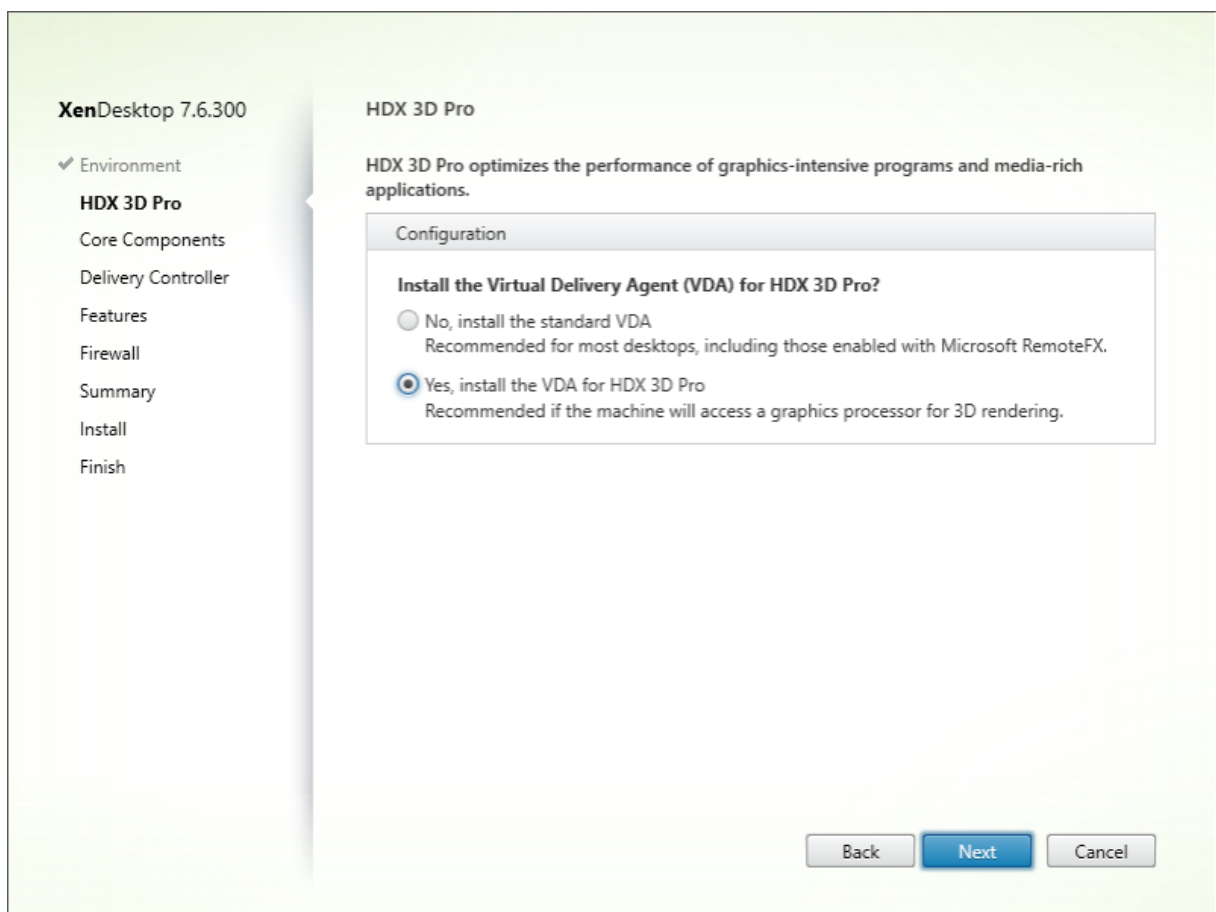 XenDesktop 7.6.300
Environment
HDX 3D Pro
Core Components
Delivery Controller
Features
Firewall
Summary
Install
Finish
HDX 3D Pro
HDX 3D Pro optimizes the performance of graphics-intensive programs and media-rich
applications.
Configuration
Install the Virtual Delivery Agent (VDA) for HDX 3D Pro?
No, install the standard VDA
Recommended for most desktops, including those enabled with Microsoft RemoteFX.
Yes, install the VDA for HDX 3D Pro
Recommended if the machine will access a graphics processor for 3D rendering.
Back Next Cancel